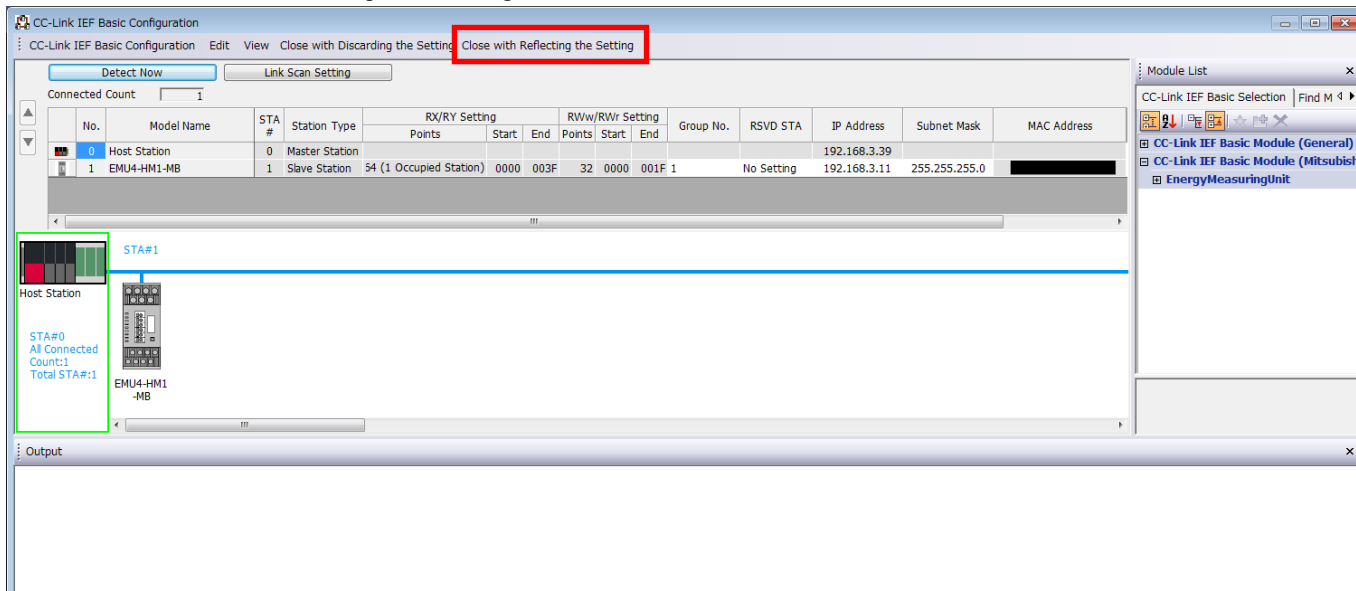 CC-Link IEF Basic Configuration
CC-Link IEF Basic Configuration Edit View Close with Discarding the Setting Close with Reflecting the Setting
Detect Now Link Scan Setting
Connected Count 1
No. Model Name STA # Station Type RX/RY Setting RWw/RWr Setting Group No. RSVD STA IP Address Subnet Mask MAC Address
Points Start End Points Start End
0 Host Station 0 Master Station 192.168.3.39
1 EMU4-HM1-MB 1 Slave Station 54 (1 Occupied Station) 0000 003F 32 0000 001F 1 No Setting 192.168.3.11 255.255.255.0
STA#1
Host Station
STA#0
All Connected
Count:1
Total STA#:1
EMU4-HM1
-MB
Module List
CC-Link IEF Basic Selection Find M
CC-Link IEF Basic Module (General)
CC-Link IEF Basic Module (Mitsubish
EnergyMeasuringUnit
Output